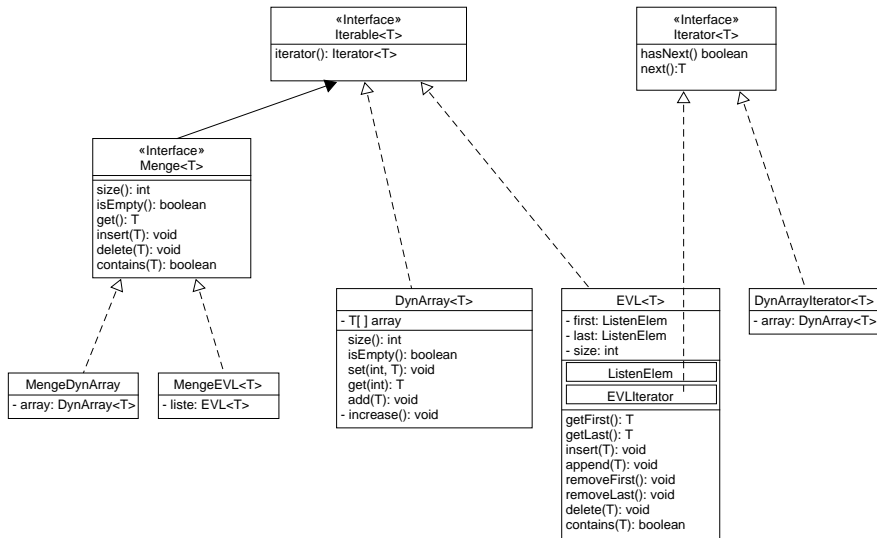 «Interface»
Iterable<T>
iterator(): Iterator<T>
«Interface»
Iterator<T>
hasNext() boolean
next():T
«Interface»
Menge<T>
size(): int
isEmpty(): boolean
get(): T
insert(T): void
delete(T): void
contains(T): boolean
DynArray<T>
- T[ ] array
size(): int
isEmpty(): boolean
set(int, T): void
get(int): T
add(T): void
- increase(): void
EVL<T>
- first: ListenElem
- last: ListenElem
- size: int
ListenElem
EVLIterator
getFirst(): T
getLast(): T
insert(T): void
append(T): void
removeFirst(): void
removeLast(): void
delete(T): void
contains(T): boolean
DynArrayIterator<T>
- array: DynArray<T>
MengeDynArray
- array: DynArray<T>
MengeEVL<T>
- liste: EVL<T>